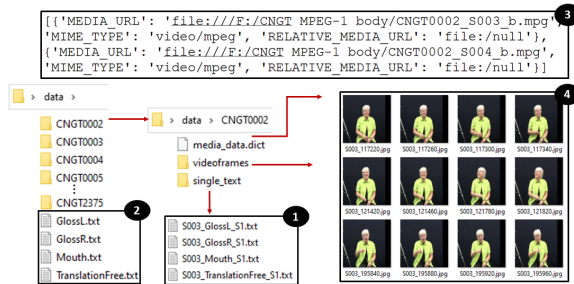 [{'MEDIA_URL': 'file:///F:/CNGT MPEG-1 body/CNGT0002_S003_b.mpg',
'MIME_TYPE': 'video/mpeg', 'RELATIVE_MEDIA_URL': 'file:/null'},
{'MEDIA_URL': 'file:///F:/CNGT MPEG-1 body/CNGT0002_S004_b.mpg',
'MIME_TYPE': 'video/mpeg', 'RELATIVE_MEDIA_URL': 'file:/null'}]
3
> data >
CNGT0002
CNGT0003
CNGT0004
CNGT0005
CNGT2375
2
GlossL.txt
GlossR.txt
Mouth.txt
TranslationFree.txt
> data > CNGT0002
media_data.dict
videoframes
single_text
1
S003_GlossL_S1.txt
S003_GlossR_S1.txt
S003_Mouth_S1.txt
S003_TranslationFree_S1.txt
4
S003_117220.jpg S003_117260.jpg S003_117300.jpg S003_117340.jpg
S003_121420.jpg S003_121460.jpg S003_121780.jpg S003_121820.jpg
S003_195840.jpg S003_195880.jpg S003_195920.jpg S003_195960.jpg